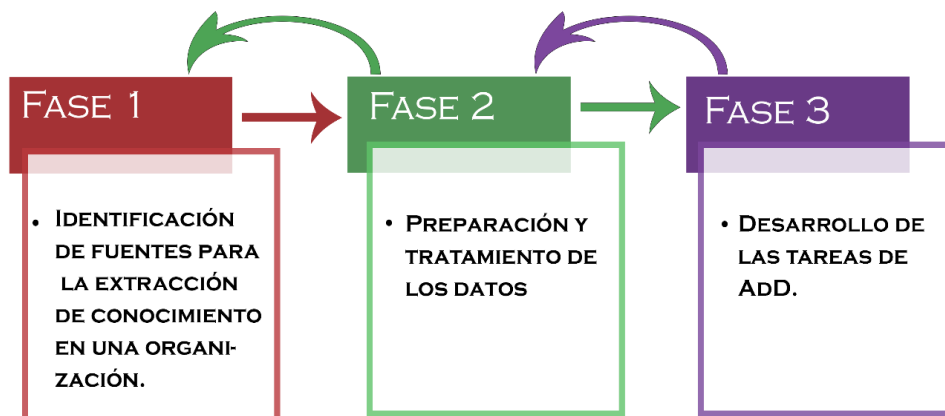 Fase 1
Identificación
de fuentes para
la extracción
de conocimiento
en una organi-
zación.
Fase 2
Preparación y
tratamiento de
los datos
Fase 3
Desarrollo de
las tareas de
AdD.